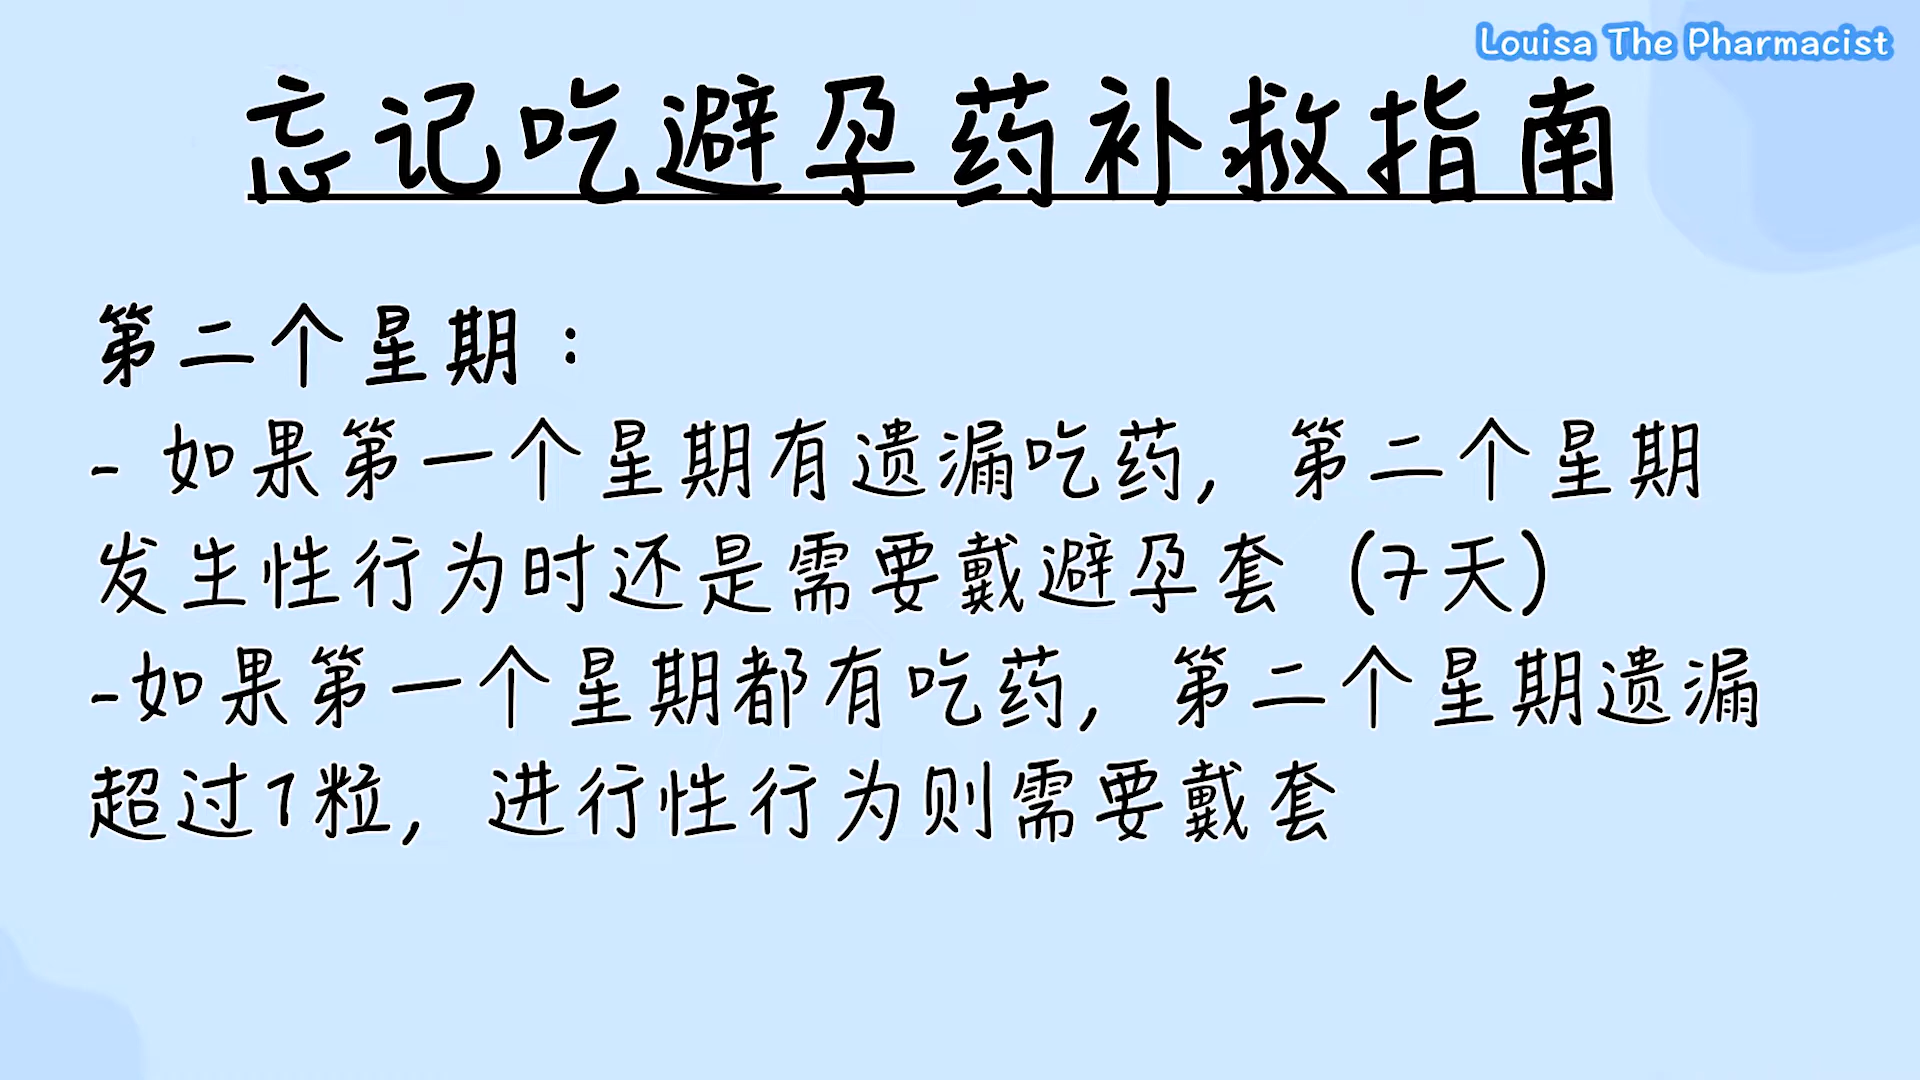 Louisa The Pharmacist
忘记吃避孕药补救指南
第二个星期：
- 如果第一个星期有遗漏吃药，第二个星期
发生性行为时还是需要戴避孕套（7天）
-如果第一个星期都有吃药，第二个星期遗漏
超过1粒，进行性行为则需要戴套